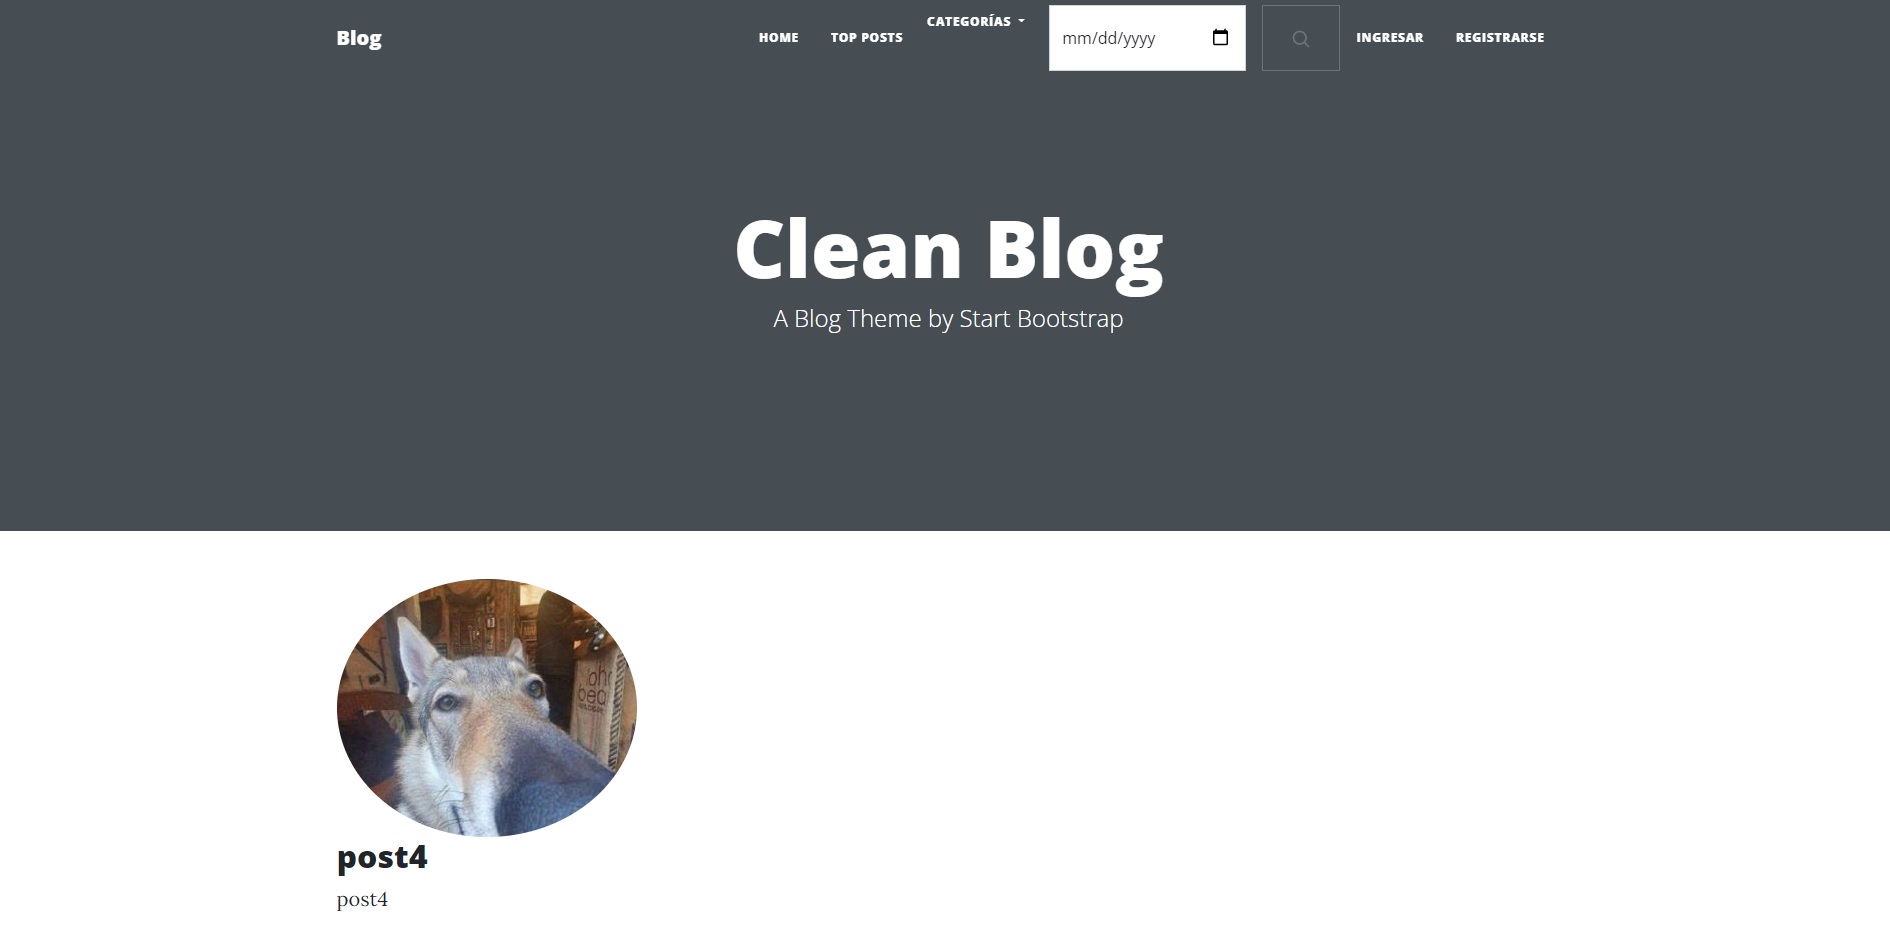 Blog HOME TOP POSTS CATEGORÍAS mm/dd/yyyy INGRESAR REGISTRARSE
Clean Blog
A Blog Theme by Start Bootstrap
post4
post4